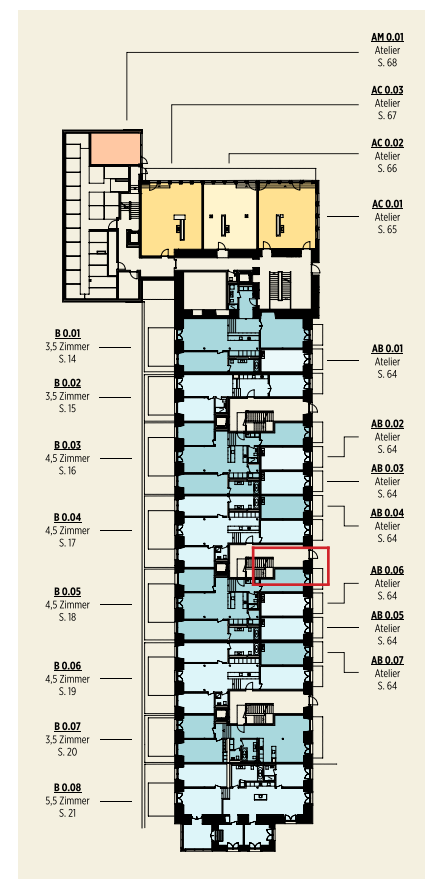 AM 0.01
Atelier
S. 68
AC 0.03
Atelier
S. 67
AC 0.02
Atelier
S. 66
AC 0.01
Atelier
S. 65
B 0.01
3,5 Zimmer
S. 14
AB 0.01
Atelier
S. 64
B 0.02
3,5 Zimmer
S. 15
AB 0.02
Atelier
S. 64
B 0.03
4,5 Zimmer
S. 16
AB 0.03
Atelier
S. 64
AB 0.04
Atelier
S. 64
B 0.04
4,5 Zimmer
S. 17
AB 0.06
Atelier
S. 64
B 0.05
4,5 Zimmer
S. 18
AB 0.05
Atelier
S. 64
AB 0.07
Atelier
S. 64
B 0.06
4,5 Zimmer
S. 19
B 0.07
3,5 Zimmer
S. 20
B 0.08
5,5 Zimmer
S. 21